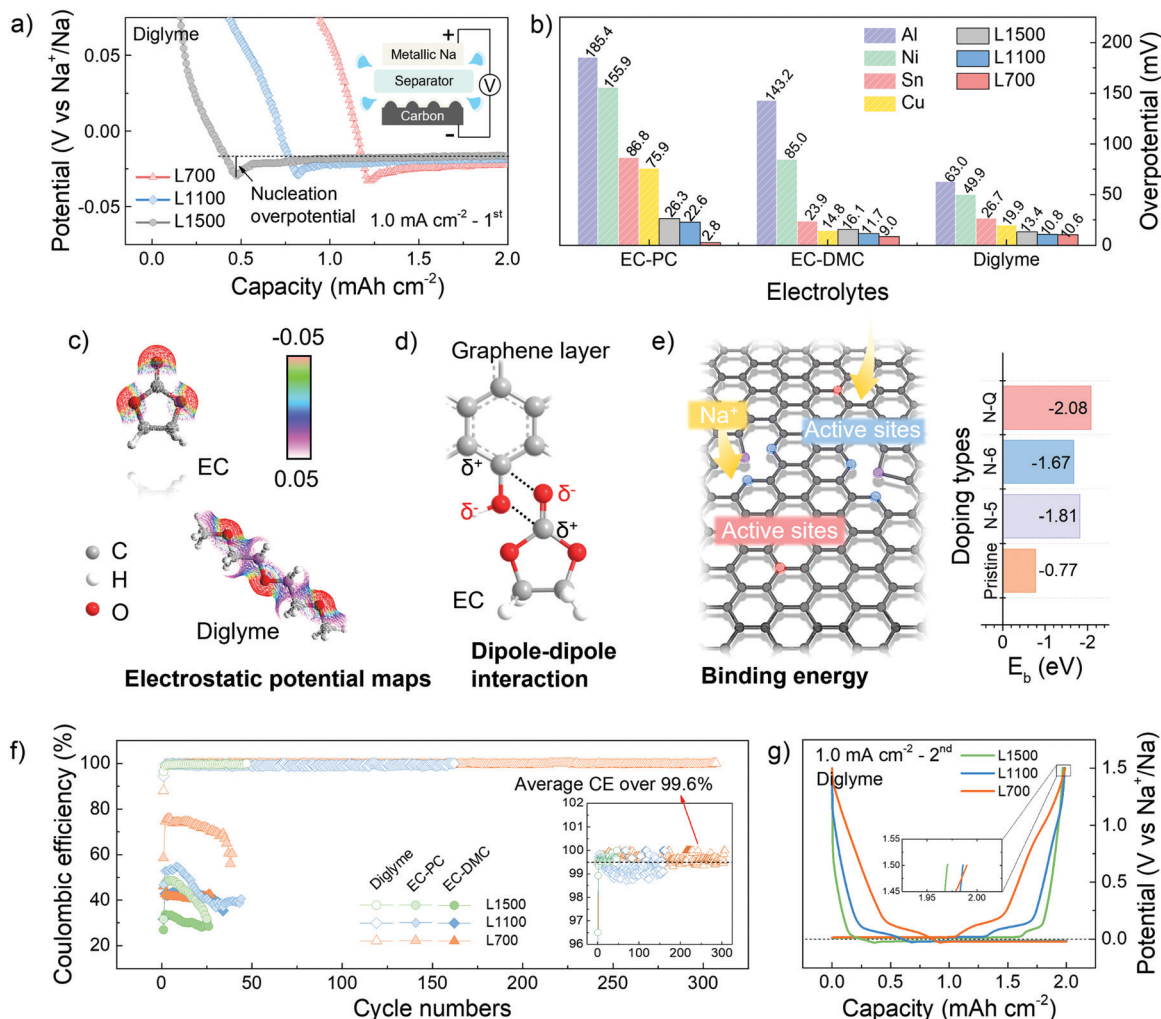 a)
Diglyme
0.05
0.00
-0.05
Potential (V vs Na⁺/Na)
+
Metallic Na
Separator
Carbon
V
-
L700
L1100
L1500
Nucleation
overpotential
1.0 mA cm⁻² - 1ˢᵗ
0.0 0.5 1.0 1.5 2.0
Capacity (mAh cm⁻²)
b)
Al
Ni
Sn
Cu
L1500
L1100
L700
185.4 155.9 86.8 75.9 26.3 22.6 2.8
143.2 85.0 23.9 14.8 16.1 11.7 9.0
63.0 49.9 26.7 19.9 13.4 10.8 10.6
200
150
100
50
0
Overpotential (mV)
EC-PC EC-DMC Diglyme
Electrolytes
c)
-0.05
0.05
EC
C
H
O
Diglyme
Electrostatic potential maps
d)
Graphene layer
δ⁺
δ⁻
δ⁻
δ⁺
EC
Dipole-dipole
interaction
e)
Na⁺
Active sites
Active sites
Binding energy
Doping types
N-Q
N-6
N-5
Pristine
-2.08
-1.67
-1.81
-0.77
0 -1 -2
E_b (eV)
f)
Coulombic efficiency (%)
100
80
60
40
20
Average CE over 99.6%
Diglyme EC-PC EC-DMC
L1500
L1100
L700
102
101
100
99
98
97
96
0 100 200 300
0 50 100 150 200 250 300
Cycle numbers
g)
1.0 mA cm⁻² - 2ⁿᵈ
Diglyme
L1500
L1100
L700
1.55
1.50
1.45
1.95 2.00
1.5
1.0
0.5
0.0
Potential (V vs Na⁺/Na)
0.0 0.5 1.0 1.5 2.0
Capacity (mAh cm⁻²)